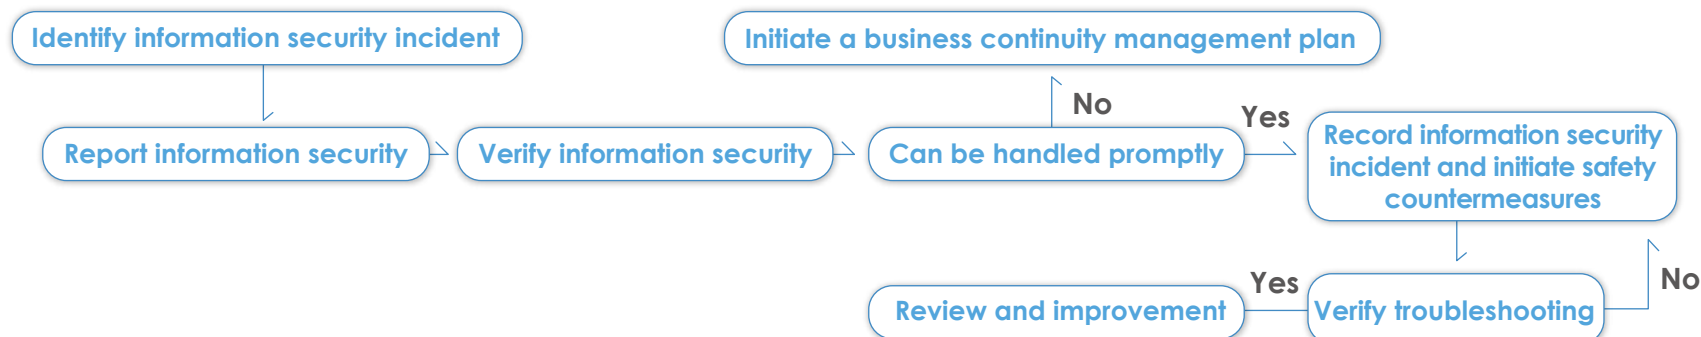 Identify information security incident
Initiate a business continuity management plan
No
Yes
Report information security
Verify information security
Can be handled promptly
Record information security
incident and initiate safety
countermeasures
Yes
No
Review and improvement
Verify troubleshooting